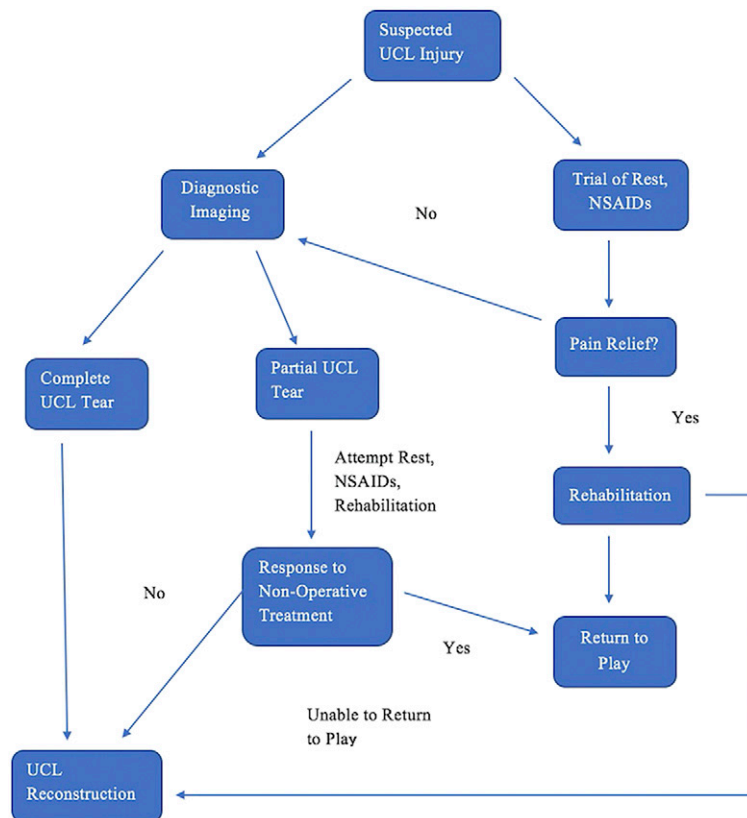 Suspected
UCL Injury
Diagnostic
Imaging
Trial of Rest,
NSAIDs
No
Pain Relief?
Complete
UCL Tear
Partial UCL
Tear
Yes
Attempt Rest,
NSAIDs,
Rehabilitation
Rehabilitation
Response to
Non-Operative
Treatment
No
Yes
Return to
Play
Unable to Return
to Play
UCL
Reconstruction